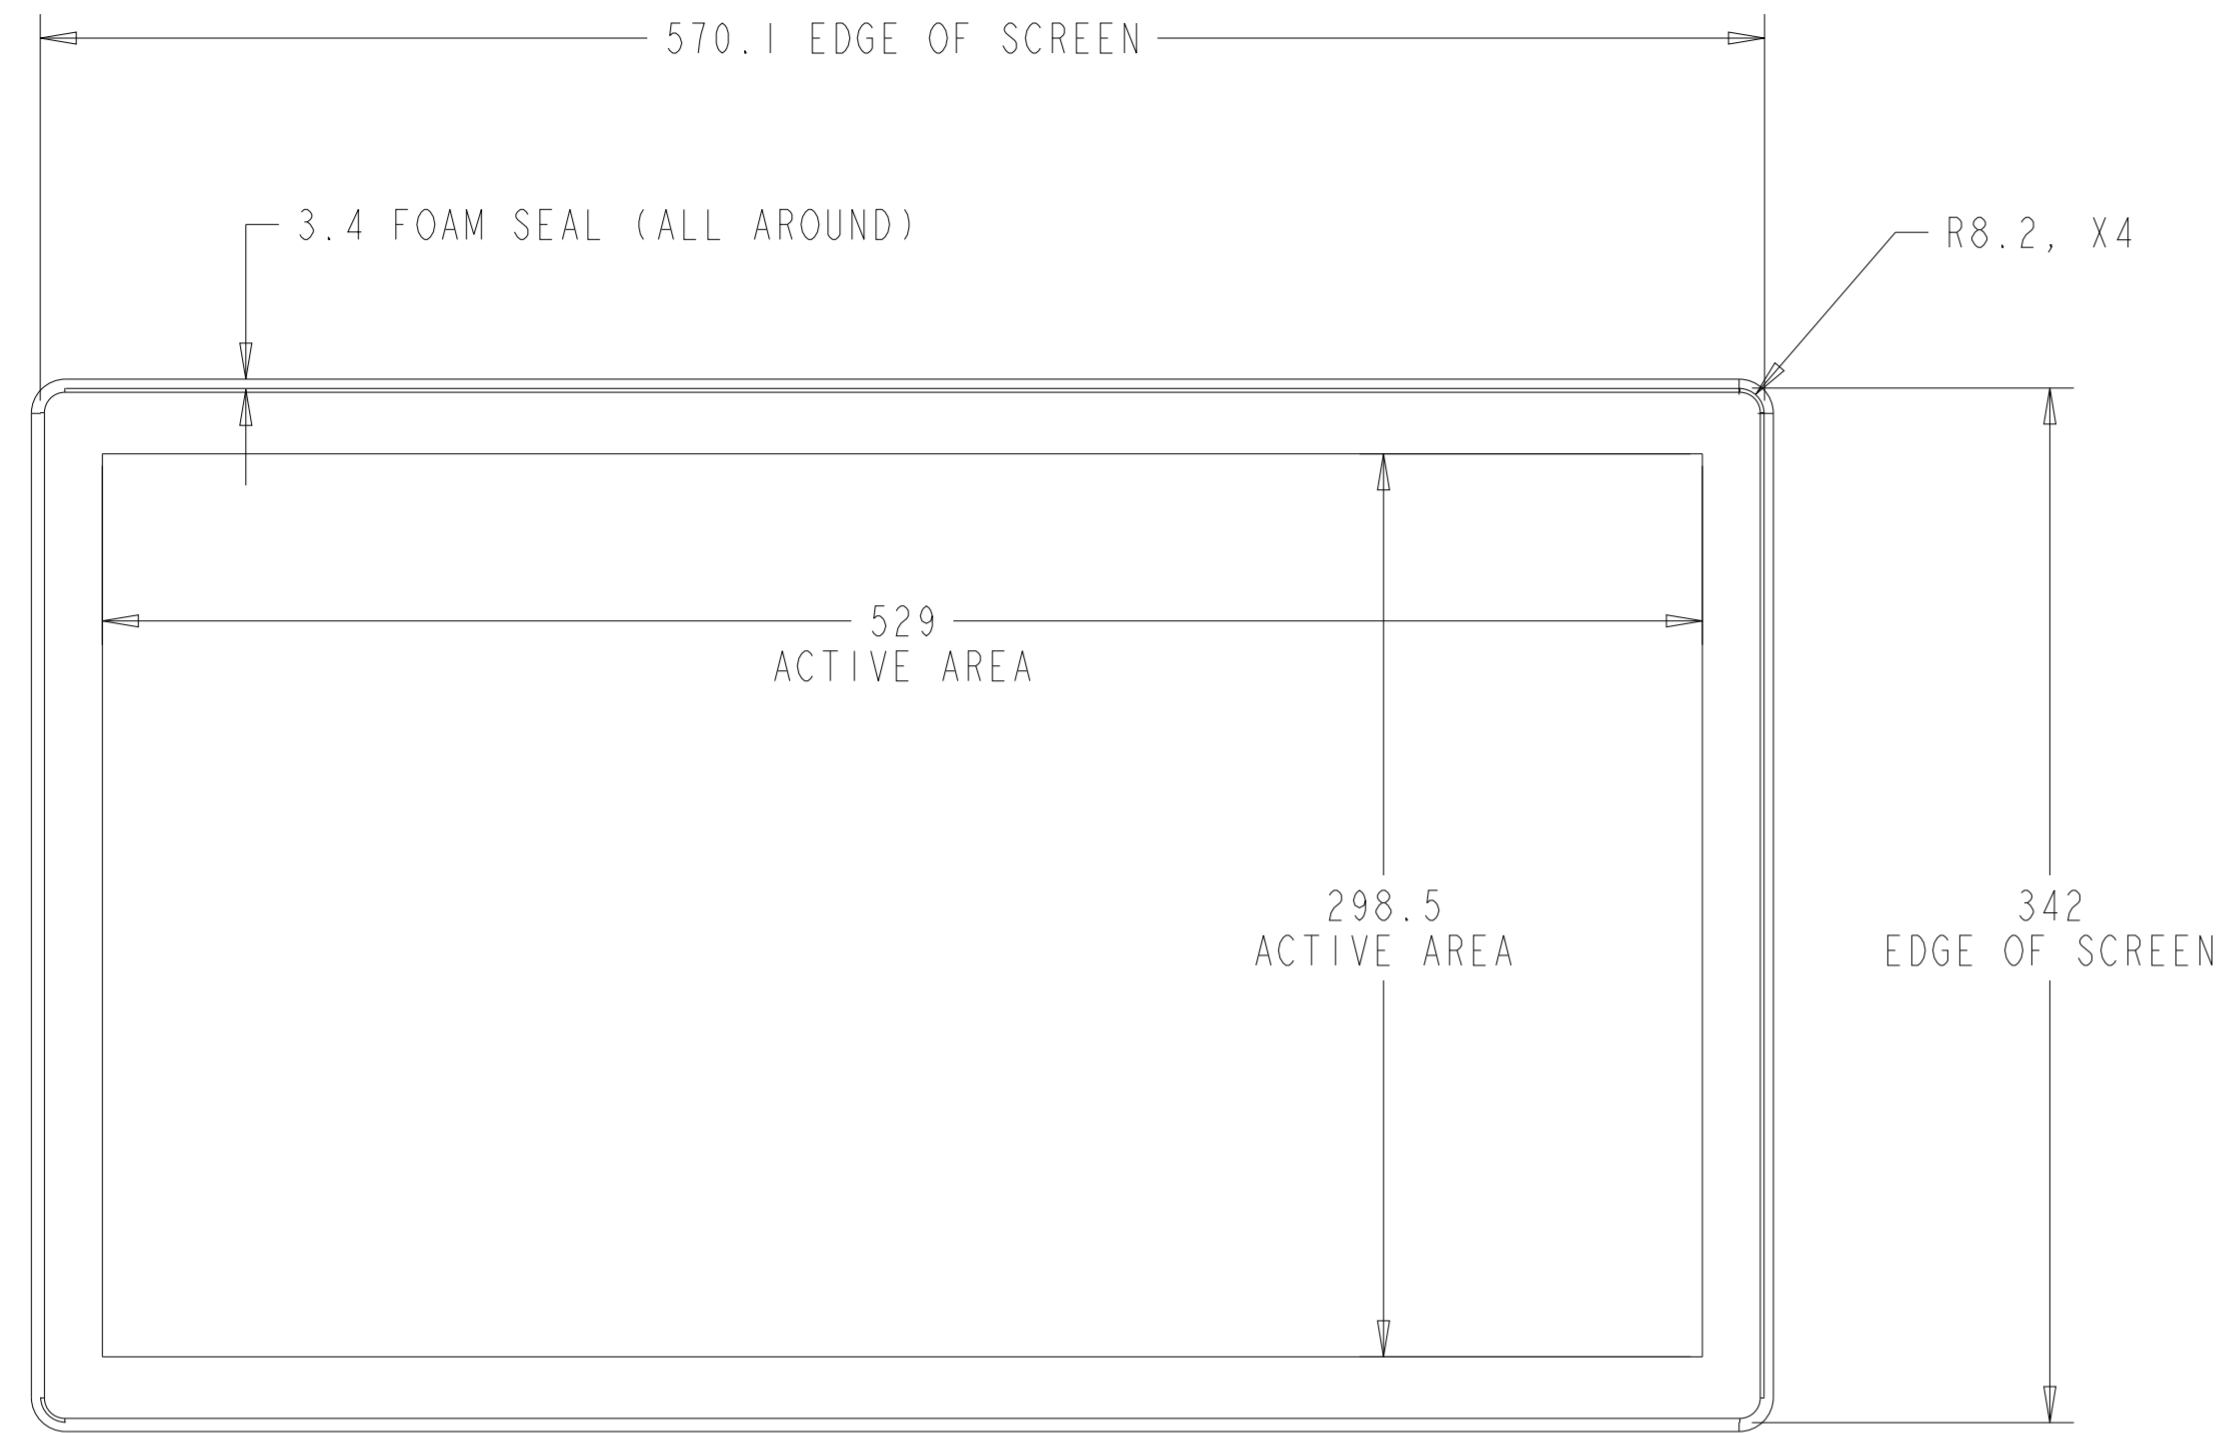 570.1 EDGE OF SCREEN
3.4 FOAM SEAL (ALL AROUND)
R8.2, X4
529
ACTIVE AREA
298.5
ACTIVE AREA
342
EDGE OF SCREEN